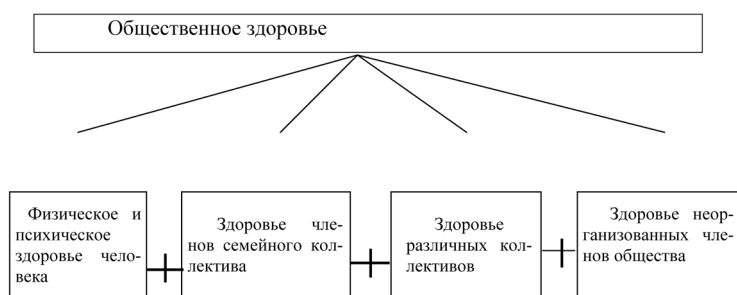 Общественное здоровье
Физическое и
психическое
здоровье чело-
века
Здоровье чле-
нов семейного кол-
лектива
Здоровье
различных кол-
лективов
Здоровье неор-
ганизованных чле-
нов общества